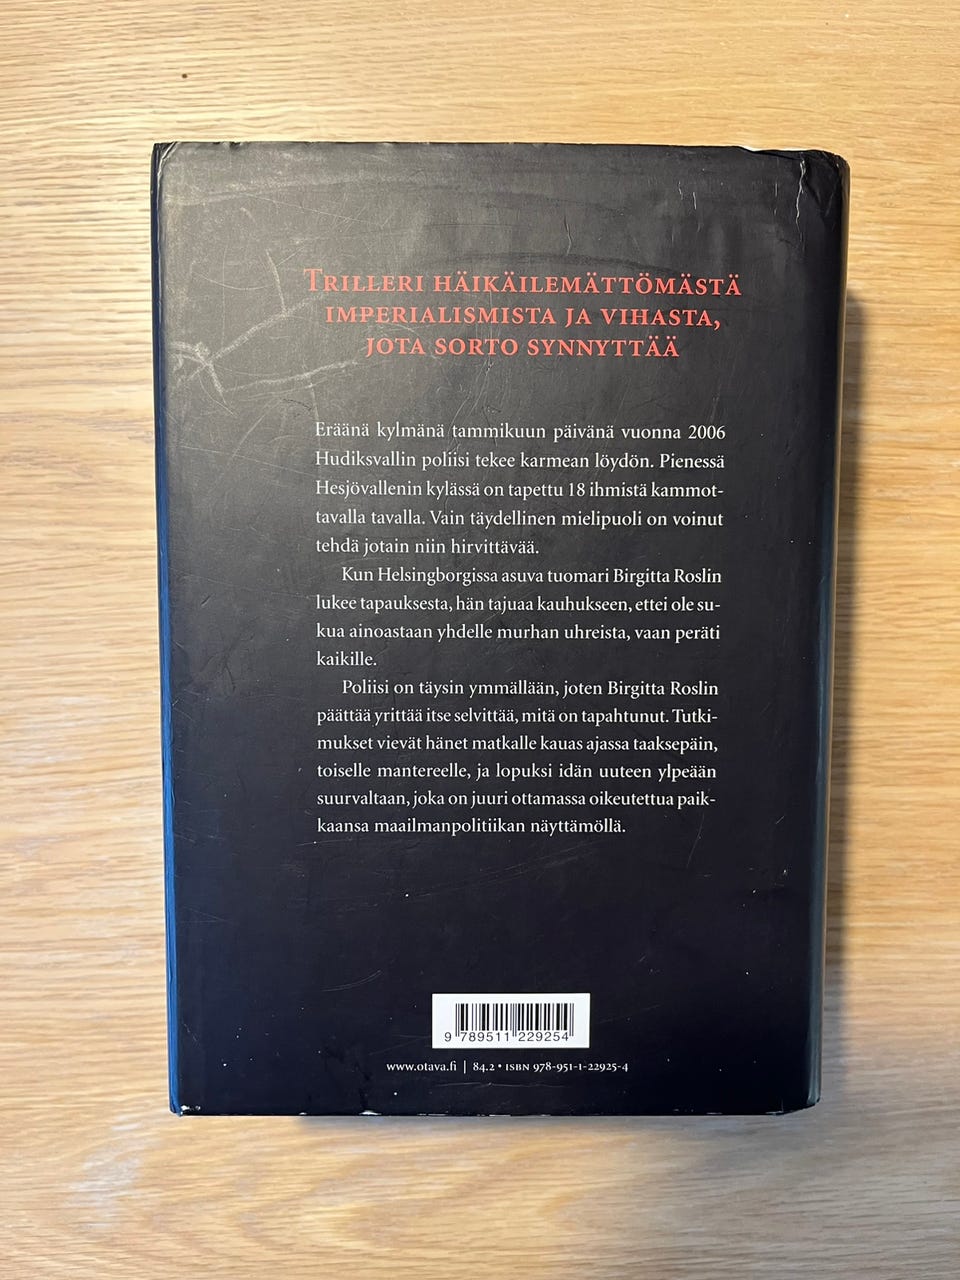 Trilleri häikäilemättömästä
imperialismista ja vihasta,
jota sorto synnyttää
Eräänä kylmänä tammikuun päivänä vuonna 2006
Hudiksvallin poliisi tekee karmean löydön. Pienessä
Hesjövallenin kylässä on tapettu 18 ihmistä kammot-
tavalla tavalla. Vain täydellinen mielipuoli on voinut
tehdä jotain niin hirvittävää.
Kun Helsingborgissa asuva tuomari Birgitta Roslin
lukee tapauksesta, hän tajuaa kauhukseen, ettei ole su-
kua ainoastaan yhdelle murhan uhreista, vaan peräti
kaikille.
Poliisi on täysin ymmällään, joten Birgitta Roslin
päättää yrittää itse selvittää, mitä on tapahtunut. Tutki-
mukset vievät hänet matkalle kauas ajassa taaksepäin,
toiselle mantereelle, ja lopuksi idän uuteen ylpeään
suurvaltaan, joka on juuri ottamassa oikeutettua paik-
kaansa maailmanpolitiikan näyttämöllä.
9 789511 229254
www.otava.fi | 84.2 • ISBN 978-951-1-22925-4